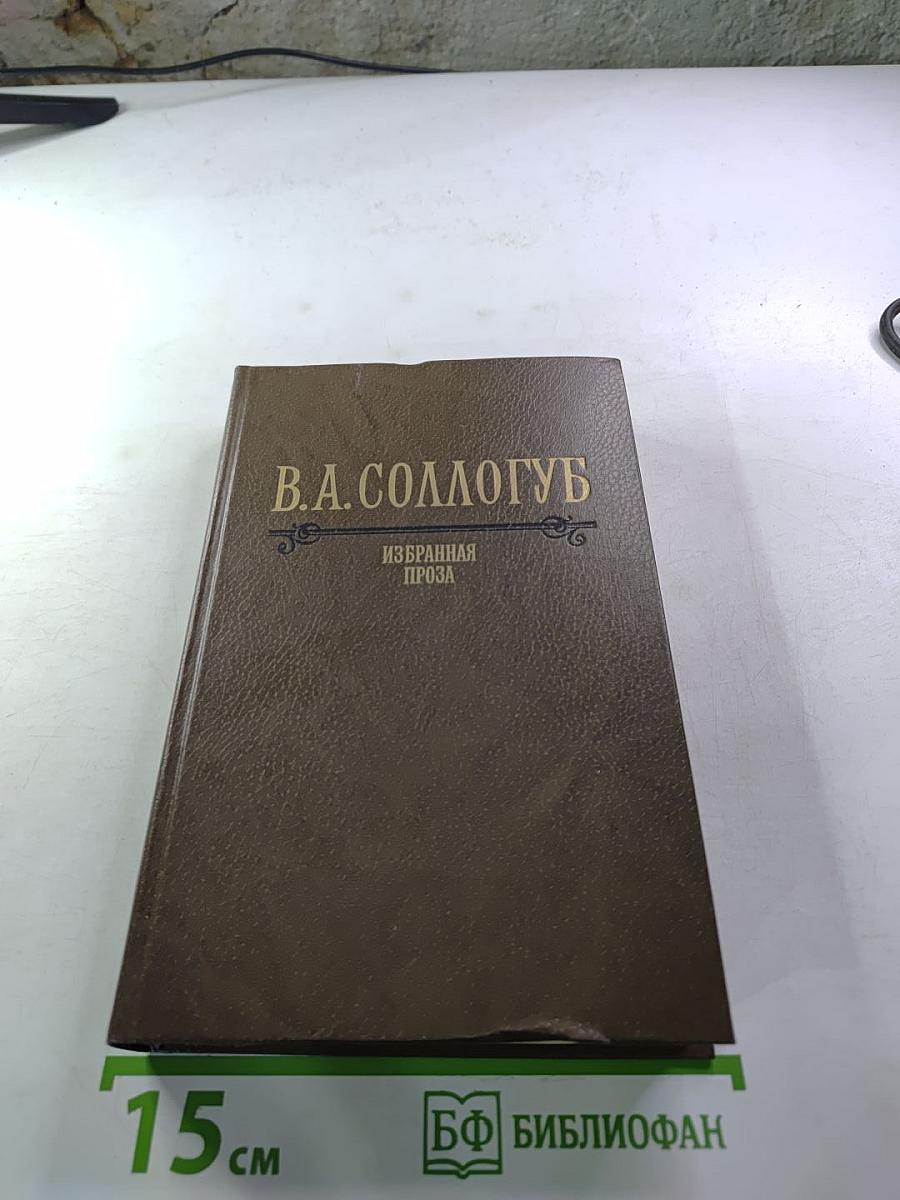 В.А. СОЛЛОГУБ
ИЗБРАННАЯ
ПРОЗА
15 см
БФ БИБЛИОФАН